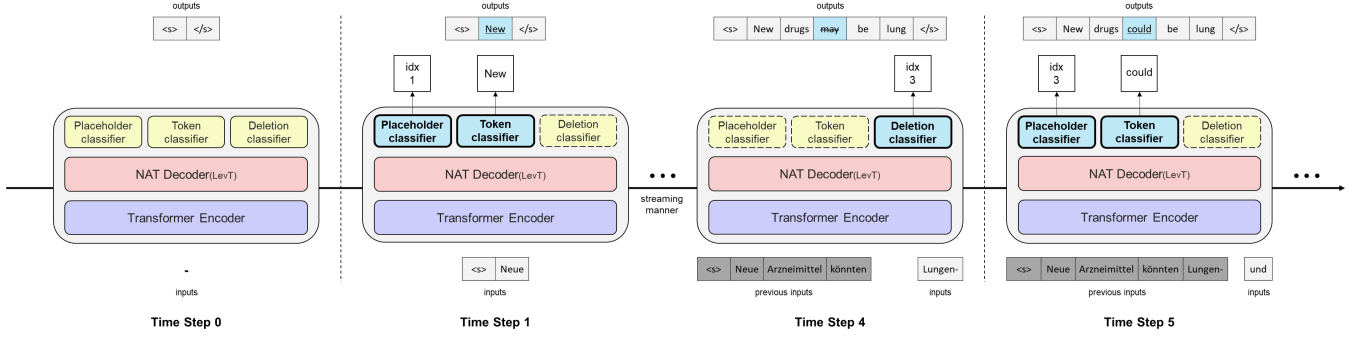 outputs
<s> </s>
Placeholder classifier
Token classifier
Deletion classifier
NAT Decoder(LevT)
Transformer Encoder
-
inputs
Time Step 0
outputs
<s> New </s>
idx
1
New
Placeholder classifier
Token classifier
Deletion classifier
NAT Decoder(LevT)
Transformer Encoder
<s> Neue
inputs
Time Step 1
•••
streaming
manner
outputs
<s> New drugs may be lung </s>
idx
3
Placeholder classifier
Token classifier
Deletion classifier
NAT Decoder(LevT)
Transformer Encoder
<s> Neue Arzneimittel könnten Lungen-
previous inputs inputs
Time Step 4
outputs
<s> New drugs could be lung </s>
idx
3
could
Placeholder classifier
Token classifier
Deletion classifier
NAT Decoder(LevT)
Transformer Encoder
<s> Neue Arzneimittel könnten Lungen- und
previous inputs inputs
Time Step 5
•••